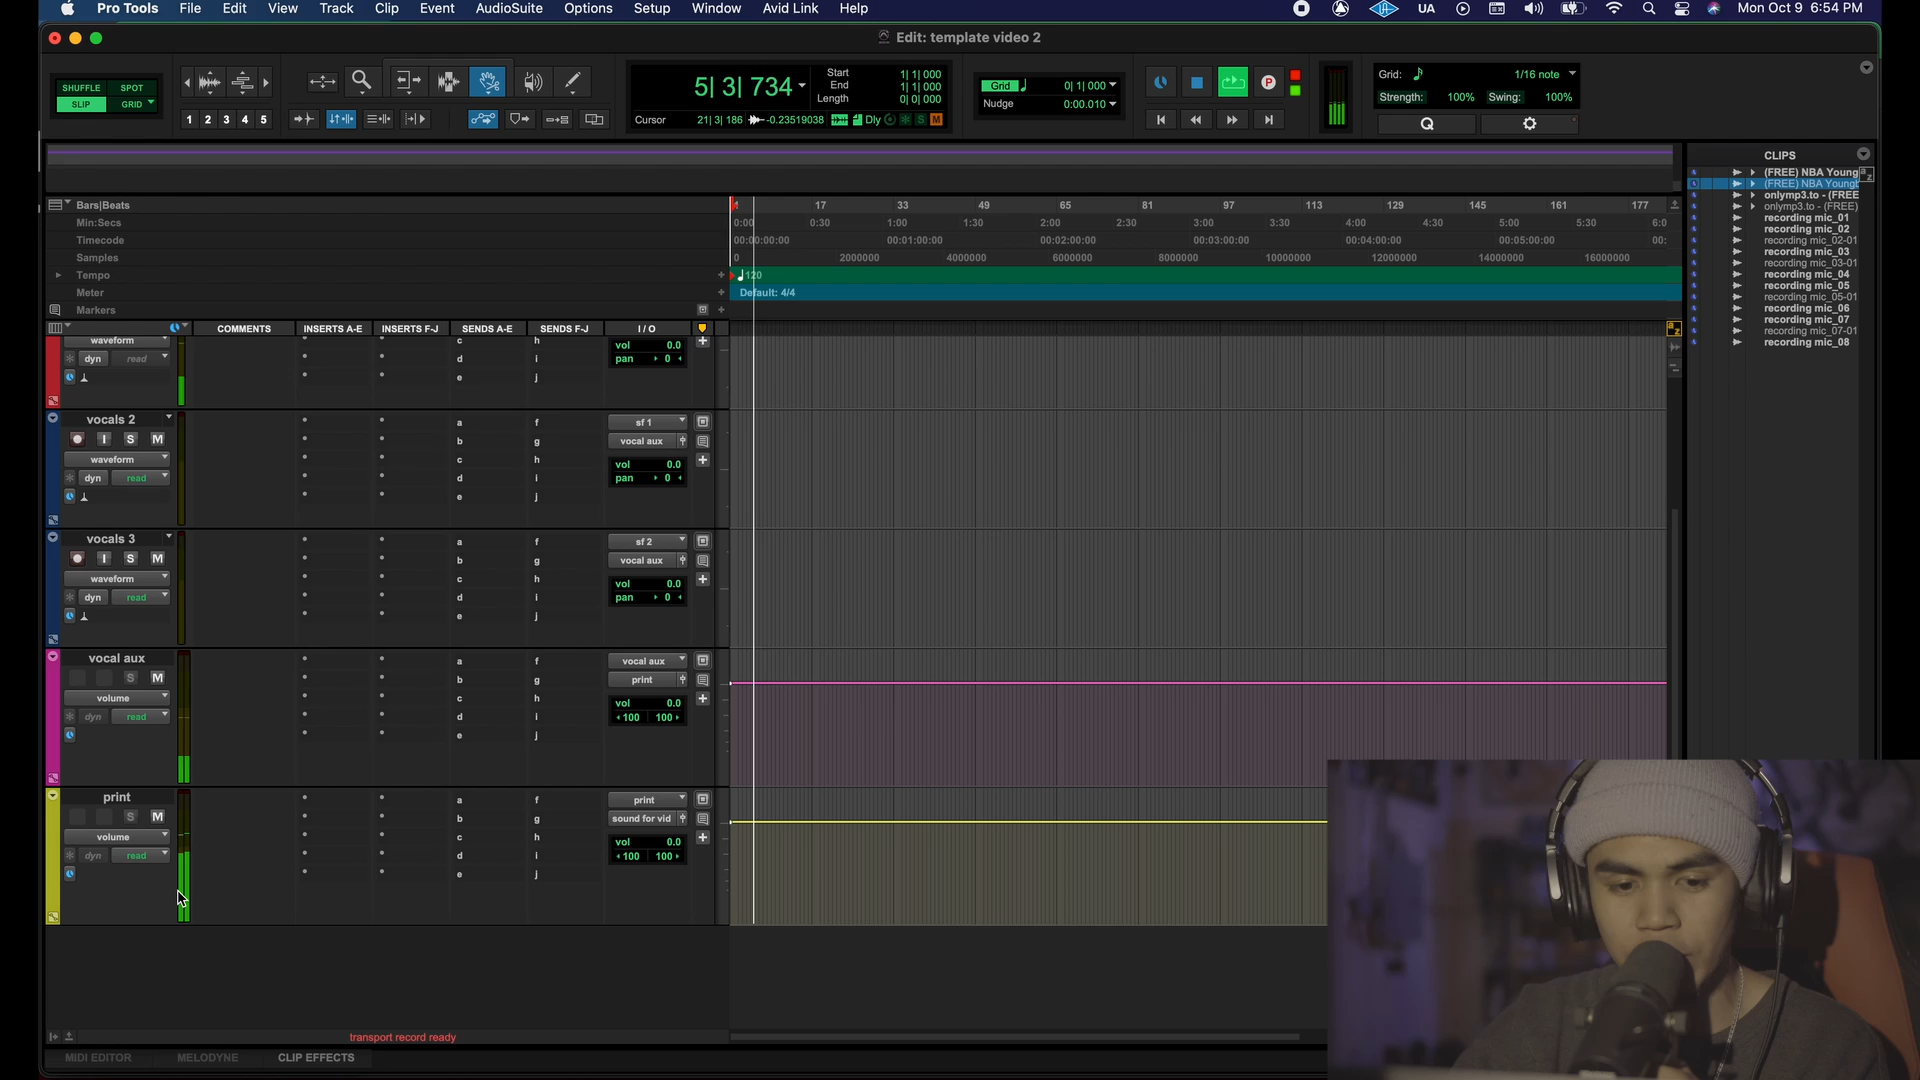 Pro Tools File Edit View Track Clip Event AudioSuite Options Setup Window Avid Link Help UA Mon Oct 9 6:54 PM
Edit: template video 2
SHUFFLE SPOT
SLIP GRID
1 2 3 4 5
5| 3| 734
Start 1| 1| 000
End 1| 1| 000
Length 0| 0| 000
Cursor 21| 3| 186 -0.23519038 Dly S M
Grid 0| 1| 000
Nudge 0:00.010
P
Grid: 1/16 note
Strength: 100% Swing: 100%
Q
Bars|Beats 17 33 49 65 81 97 113 129 145 161 177
Min:Secs 0:00 0:30 1:00 1:30 2:00 2:30 3:00 3:30 4:00 4:30 5:00 5:30 6:0
Timecode 00:00:00:00 00:01:00:00 00:02:00:00 00:03:00:00 00:04:00:00 00:05:00:00 00:
Samples 0 2000000 4000000 6000000 8000000 10000000 12000000 14000000 16000000
Tempo 120
Meter Default: 4/4
Markers
COMMENTS INSERTS A-E INSERTS F-J SENDS A-E SENDS F-J I / O
waveform c h vol 0.0
dyn read d i pan 0
e j
vocals 2 a f sf 1
I S M b g vocal aux
waveform c h vol 0.0
dyn read d i pan 0
e j
vocals 3 a f sf 2
I S M b g vocal aux
waveform c h vol 0.0
dyn read d i pan 0
e j
vocal aux a f vocal aux
S M b g print
volume c h vol 0.0
dyn read d i 100 100
e j
print a f print
S M b g sound for vid
volume c h vol 0.0
dyn read d i 100 100
e j
transport record ready
MIDI EDITOR MELODYNE CLIP EFFECTS
CLIPS
(FREE) NBA Young
(FREE) NBA Youngb
onlymp3.to - (FREE
onlymp3.to - (FREE)
recording mic_01
recording mic_02
recording mic_02-01
recording mic_03
recording mic_03-01
recording mic_04
recording mic_05
recording mic_05-01
recording mic_06
recording mic_07
recording mic_07-01
recording mic_08